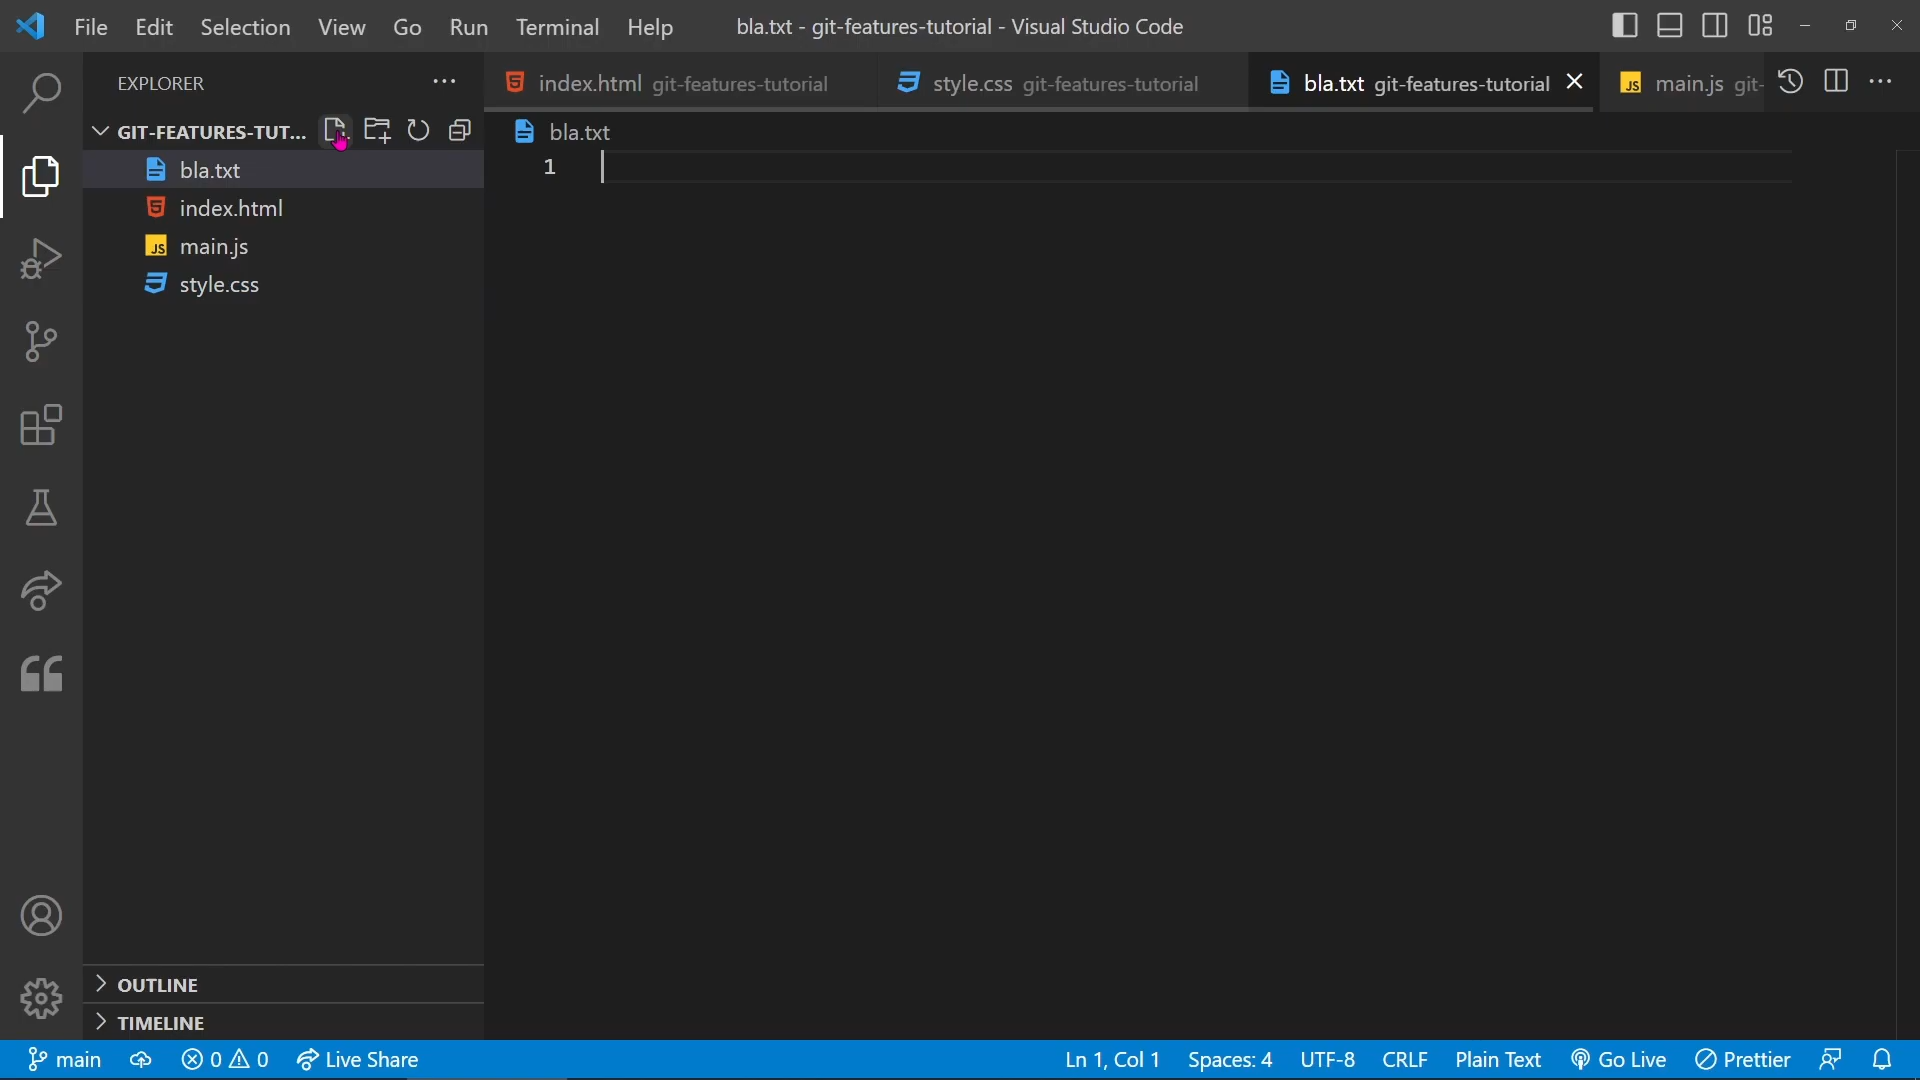 File Edit Selection View Go Run Terminal Help
bla.txt - git-features-tutorial - Visual Studio Code
EXPLORER
GIT-FEATURES-TUT...
bla.txt
index.html
JS main.js
style.css
OUTLINE
TIMELINE
index.html git-features-tutorial
style.css git-features-tutorial
bla.txt git-features-tutorial
JS main.js git-
bla.txt
1
main
0 0
Live Share
Ln 1, Col 1
Spaces: 4
UTF-8
CRLF
Plain Text
Go Live
Prettier